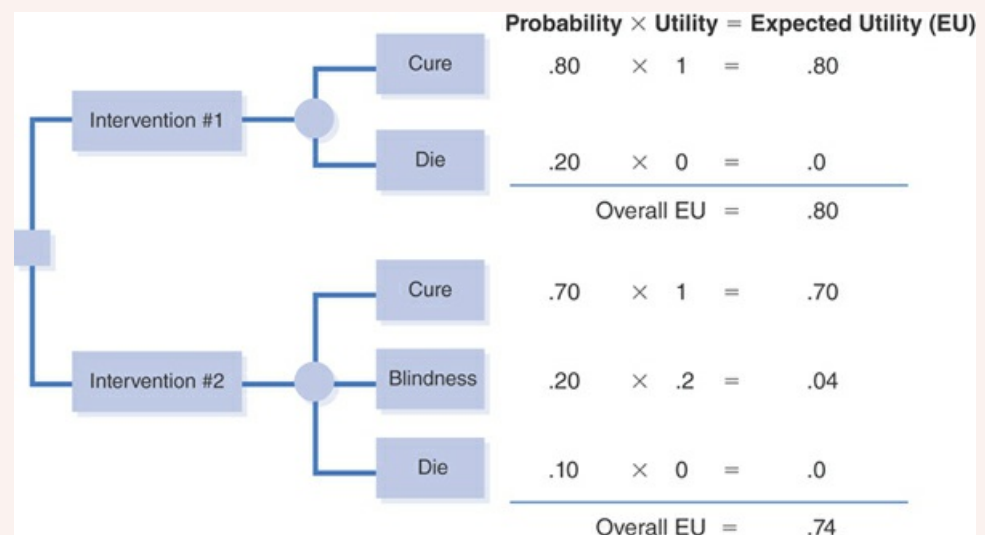 Probability × Utility = Expected Utility (EU)
Cure .80 × 1 = .80
Intervention #1
Die .20 × 0 = .0
Overall EU = .80
Cure .70 × 1 = .70
Intervention #2 Blindness .20 × .2 = .04
Die .10 × 0 = .0
Overall EU = .74